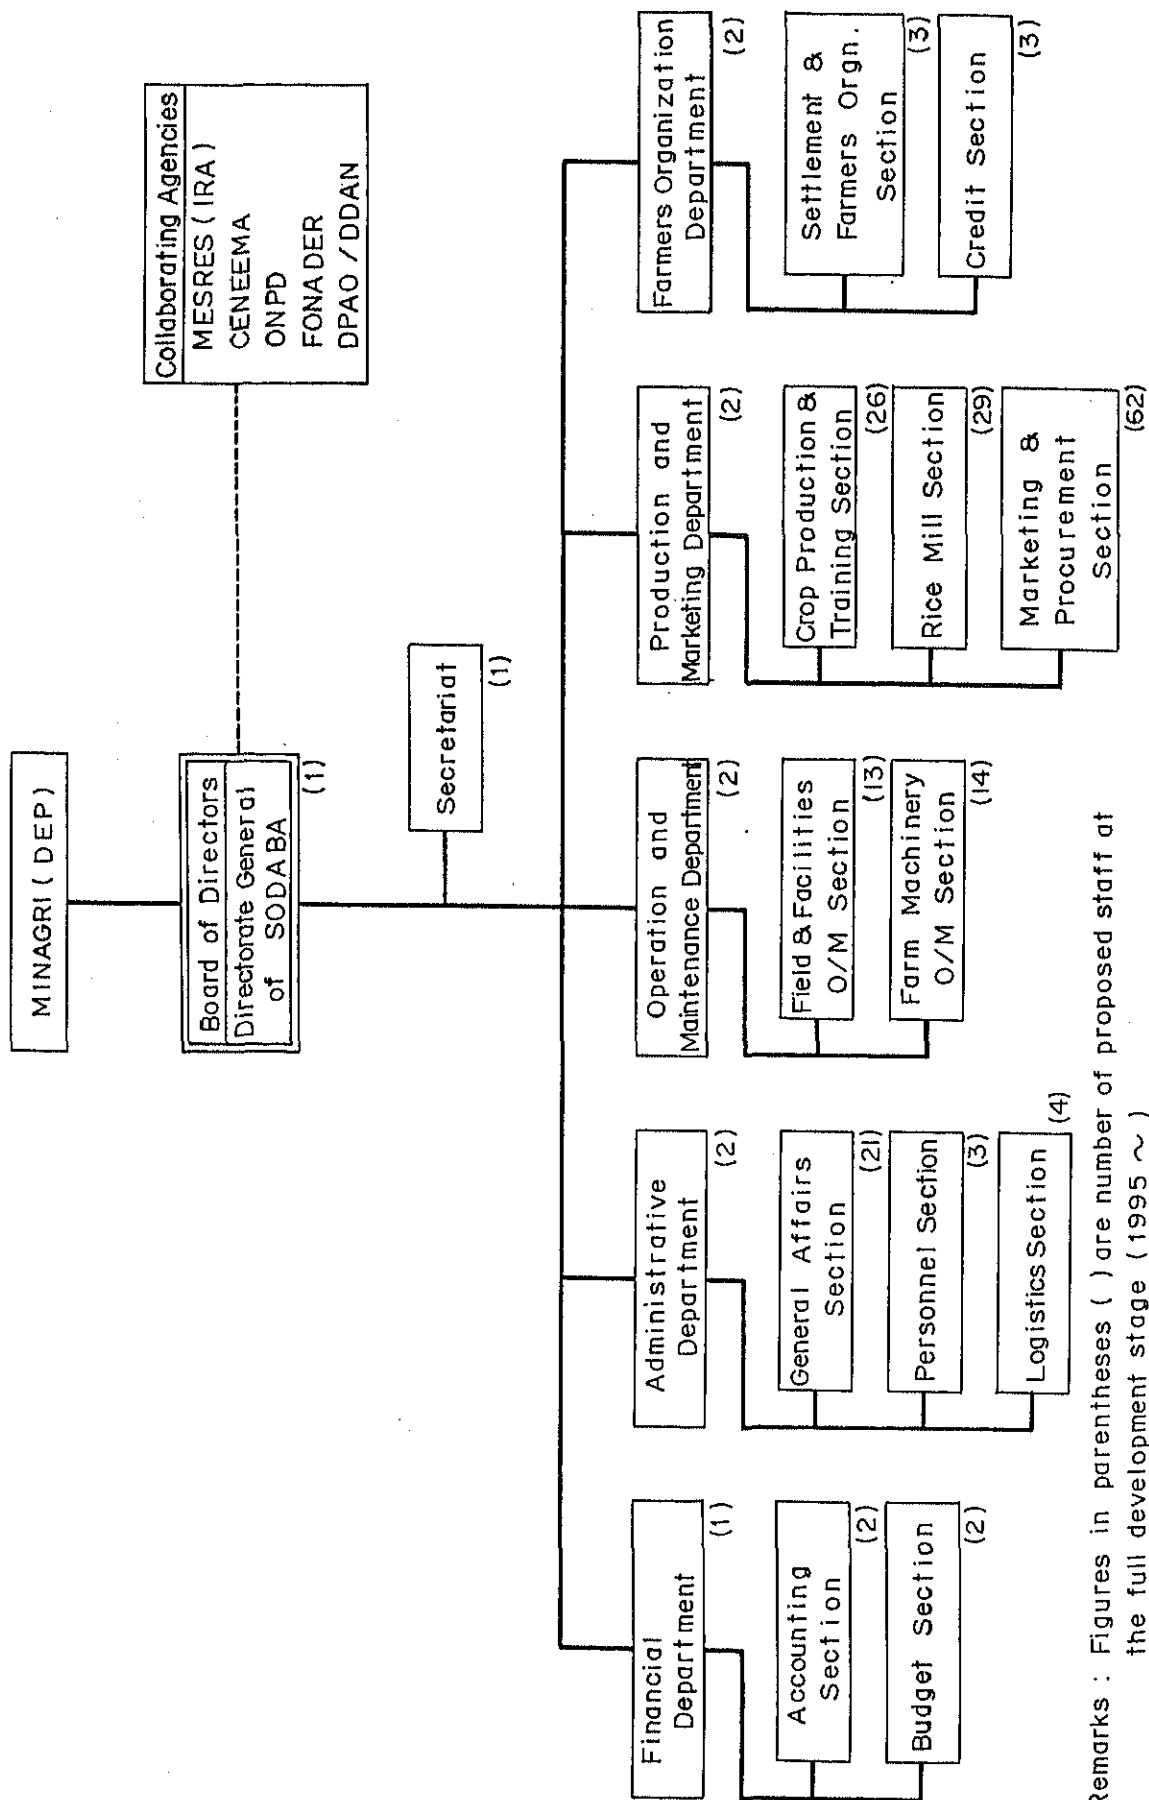 MINAGRI ( DEP )
Board of Directors
Directorate General
of SODABA
(1)
Collaborating Agencies
MESRES ( IRA )
CENEEMA
ONPD
FONADER
DPAO / DDAN
Secretariat
(1)
Financial
Department
(1)
Accounting
Section
(2)
Budget Section
(2)
Administrative
Department
(2)
General Affairs
Section
(21)
Personnel Section
(3)
Logistics Section
(4)
Operation and
Maintenance Department
(2)
Field & Facilities
O/M Section
(13)
Farm Machinery
O/M Section
(14)
Production and
Marketing Department
(2)
Crop Production &
Training Section
(26)
Rice Mill Section
(29)
Marketing &
Procurement
Section
(62)
Farmers Organization
Department
(2)
Settlement &
Farmers Orgn.
Section
(3)
Credit Section
(3)
Remarks : Figures in parentheses ( ) are number of proposed staff at
the full development stage ( 1995 ~ )